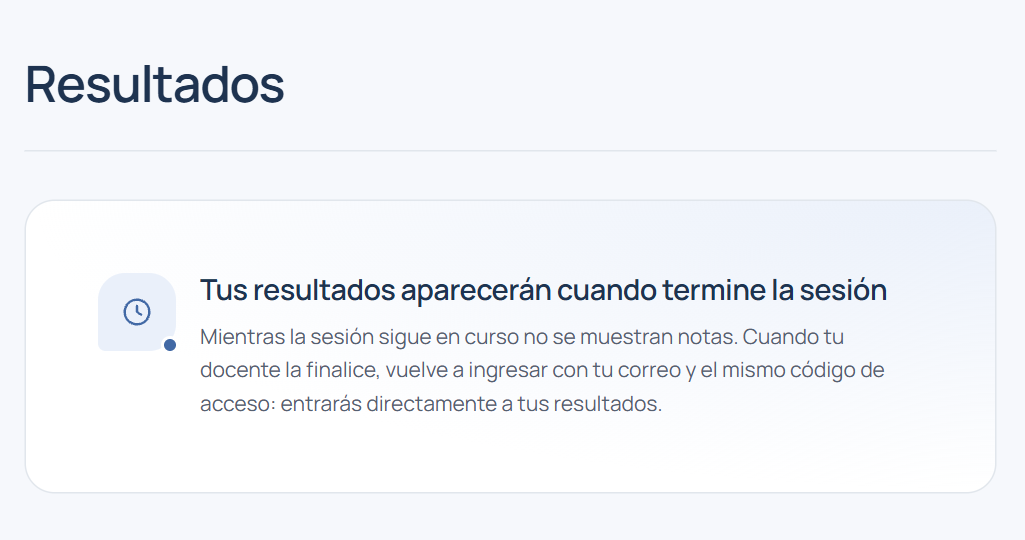 Resultados
Tus resultados aparecerán cuando termine la sesión
Mientras la sesión sigue en curso no se muestran notas. Cuando tu
docente la finalice, vuelve a ingresar con tu correo y el mismo código de
acceso: entrarás directamente a tus resultados.